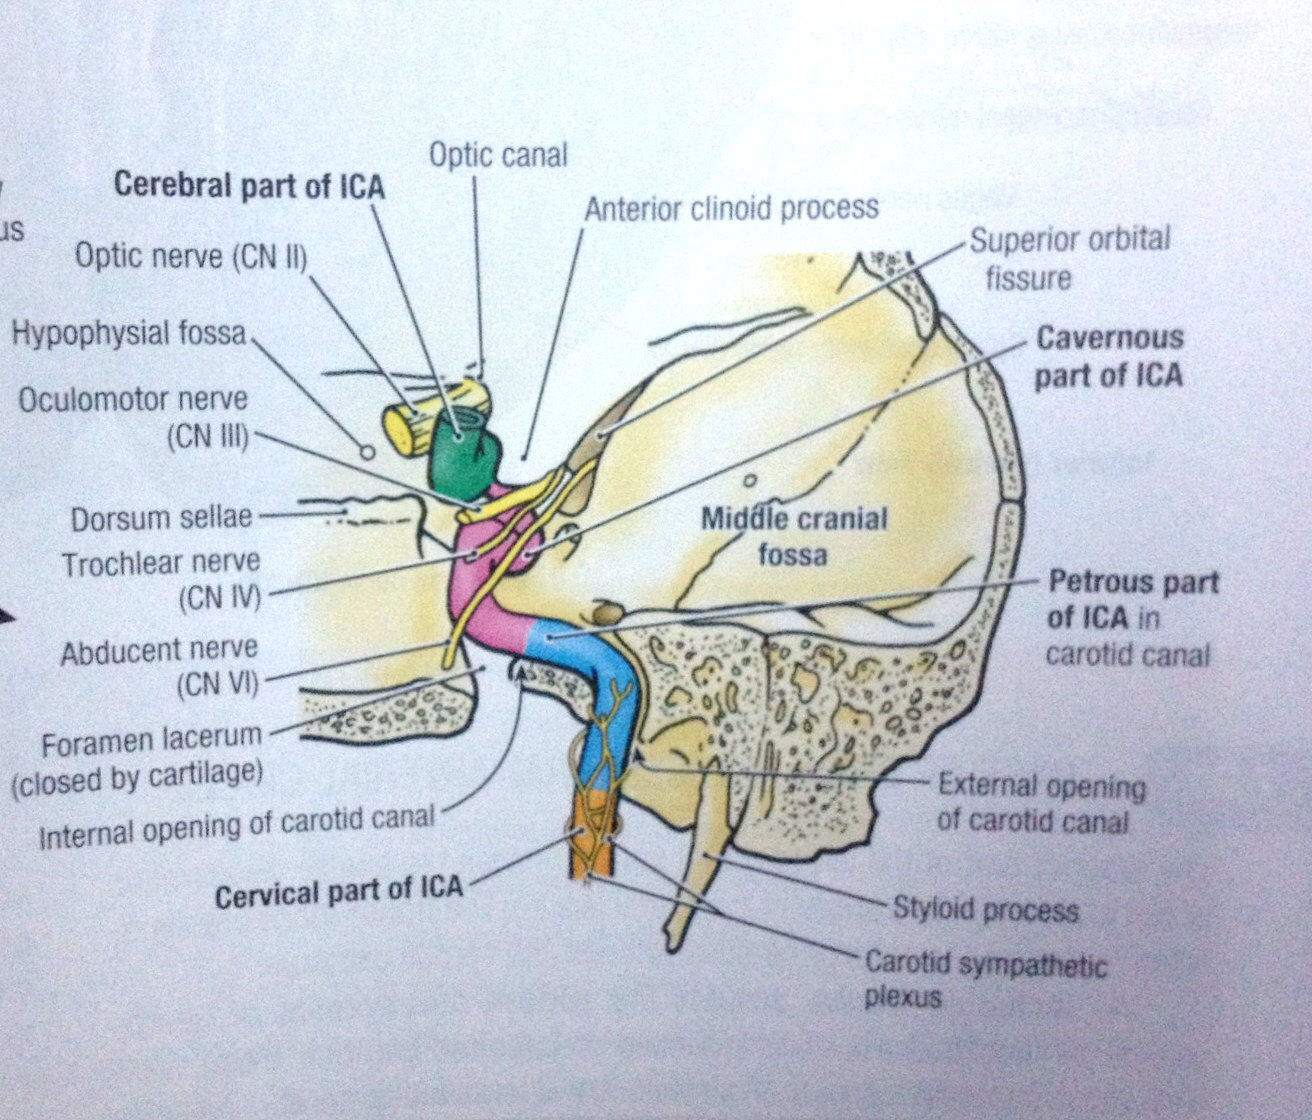 us
Optic canal
Cerebral part of ICA
Anterior clinoid process
Superior orbital
fissure
Optic nerve (CN II)
Hypophysial fossa
Cavernous
part of ICA
Oculomotor nerve
(CN III)
Dorsum sellae
Middle cranial
fossa
Trochlear nerve
(CN IV)
Petrous part
of ICA in
carotid canal
Abducent nerve
(CN VI)
Foramen lacerum
(closed by cartilage)
External opening
of carotid canal
Internal opening of carotid canal
Cervical part of ICA
Styloid process
Carotid sympathetic
plexus